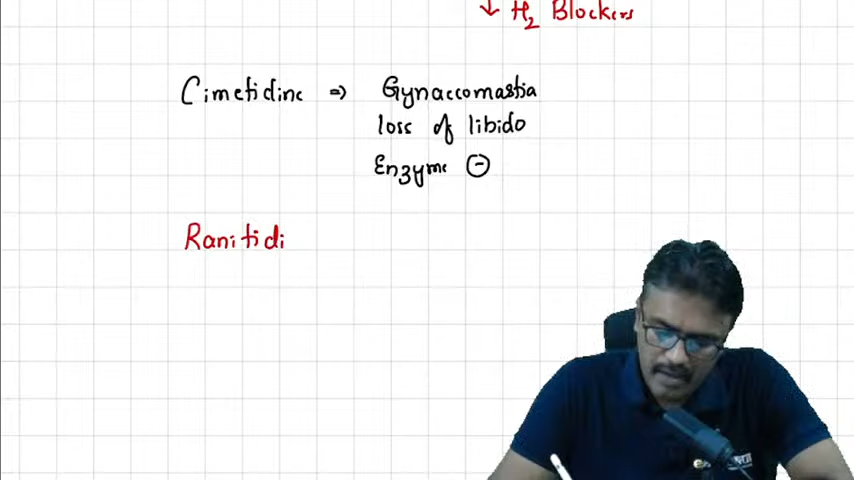 ↓ H₂ Blockers
Cimetidine ⇒ Gynaecomastia
loss of libido
Enzyme ⊖
Ranitidi